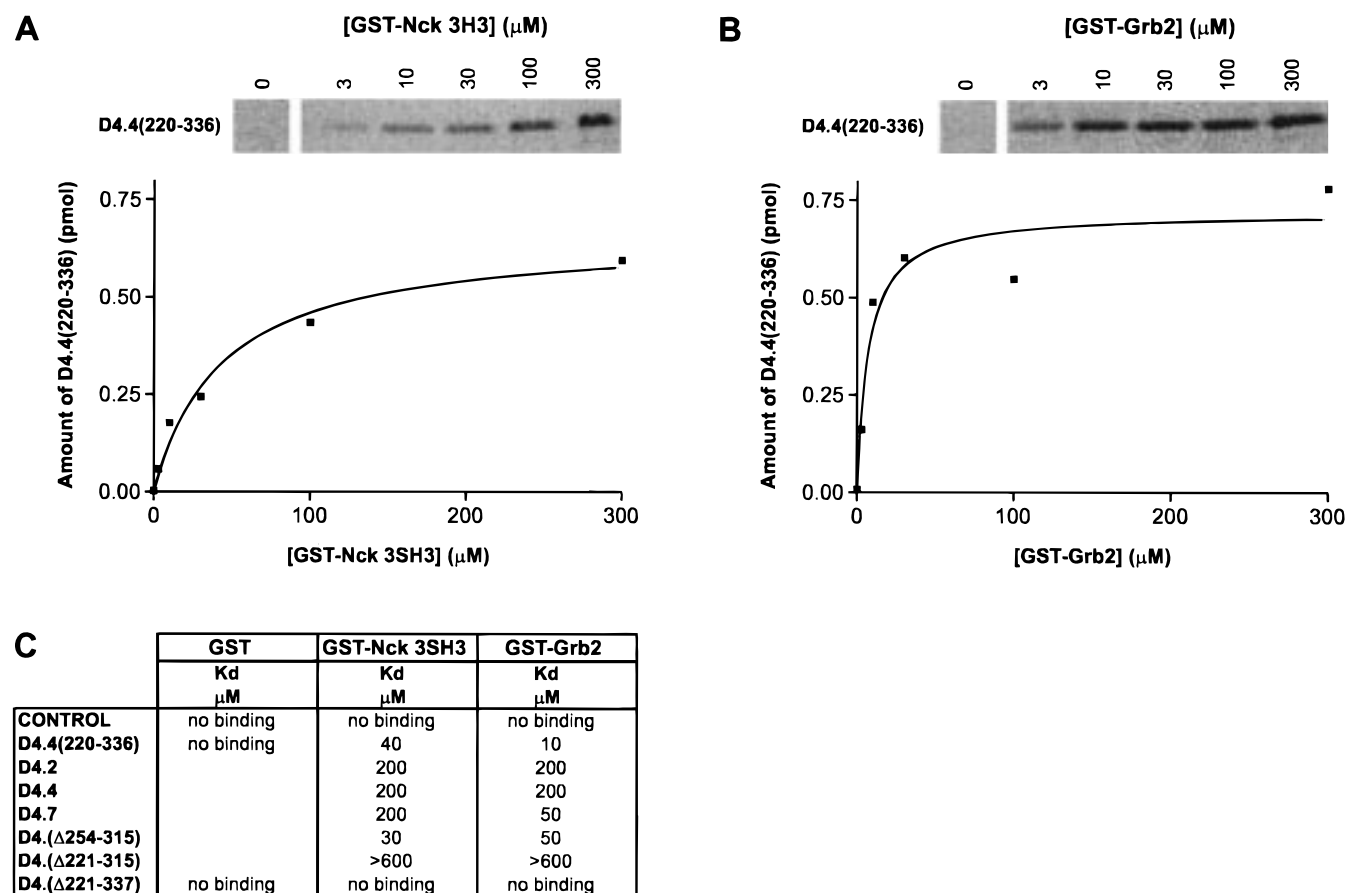 A
[GST-Nck 3H3] (μM)
0 3 10 30 100 300
D4.4(220-336)
Amount of D4.4(220-336) (pmol)
0.75
0.50
0.25
0.00
0 100 200 300
[GST-Nck 3SH3] (μM)
B
[GST-Grb2] (μM)
0 3 10 30 100 300
D4.4(220-336)
Amount of D4.4(220-336) (pmol)
0.75
0.50
0.25
0.00
0 100 200 300
[GST-Grb2] (μM)
C
GST GST-Nck 3SH3 GST-Grb2
Kd Kd Kd
μM μM μM
CONTROL no binding no binding no binding
D4.4(220-336) no binding 40 10
D4.2 200 200
D4.4 200 200
D4.7 200 50
D4.(Δ254-315) 30 50
D4.(Δ221-315) >600 >600
D4.(Δ221-337) no binding no binding no binding